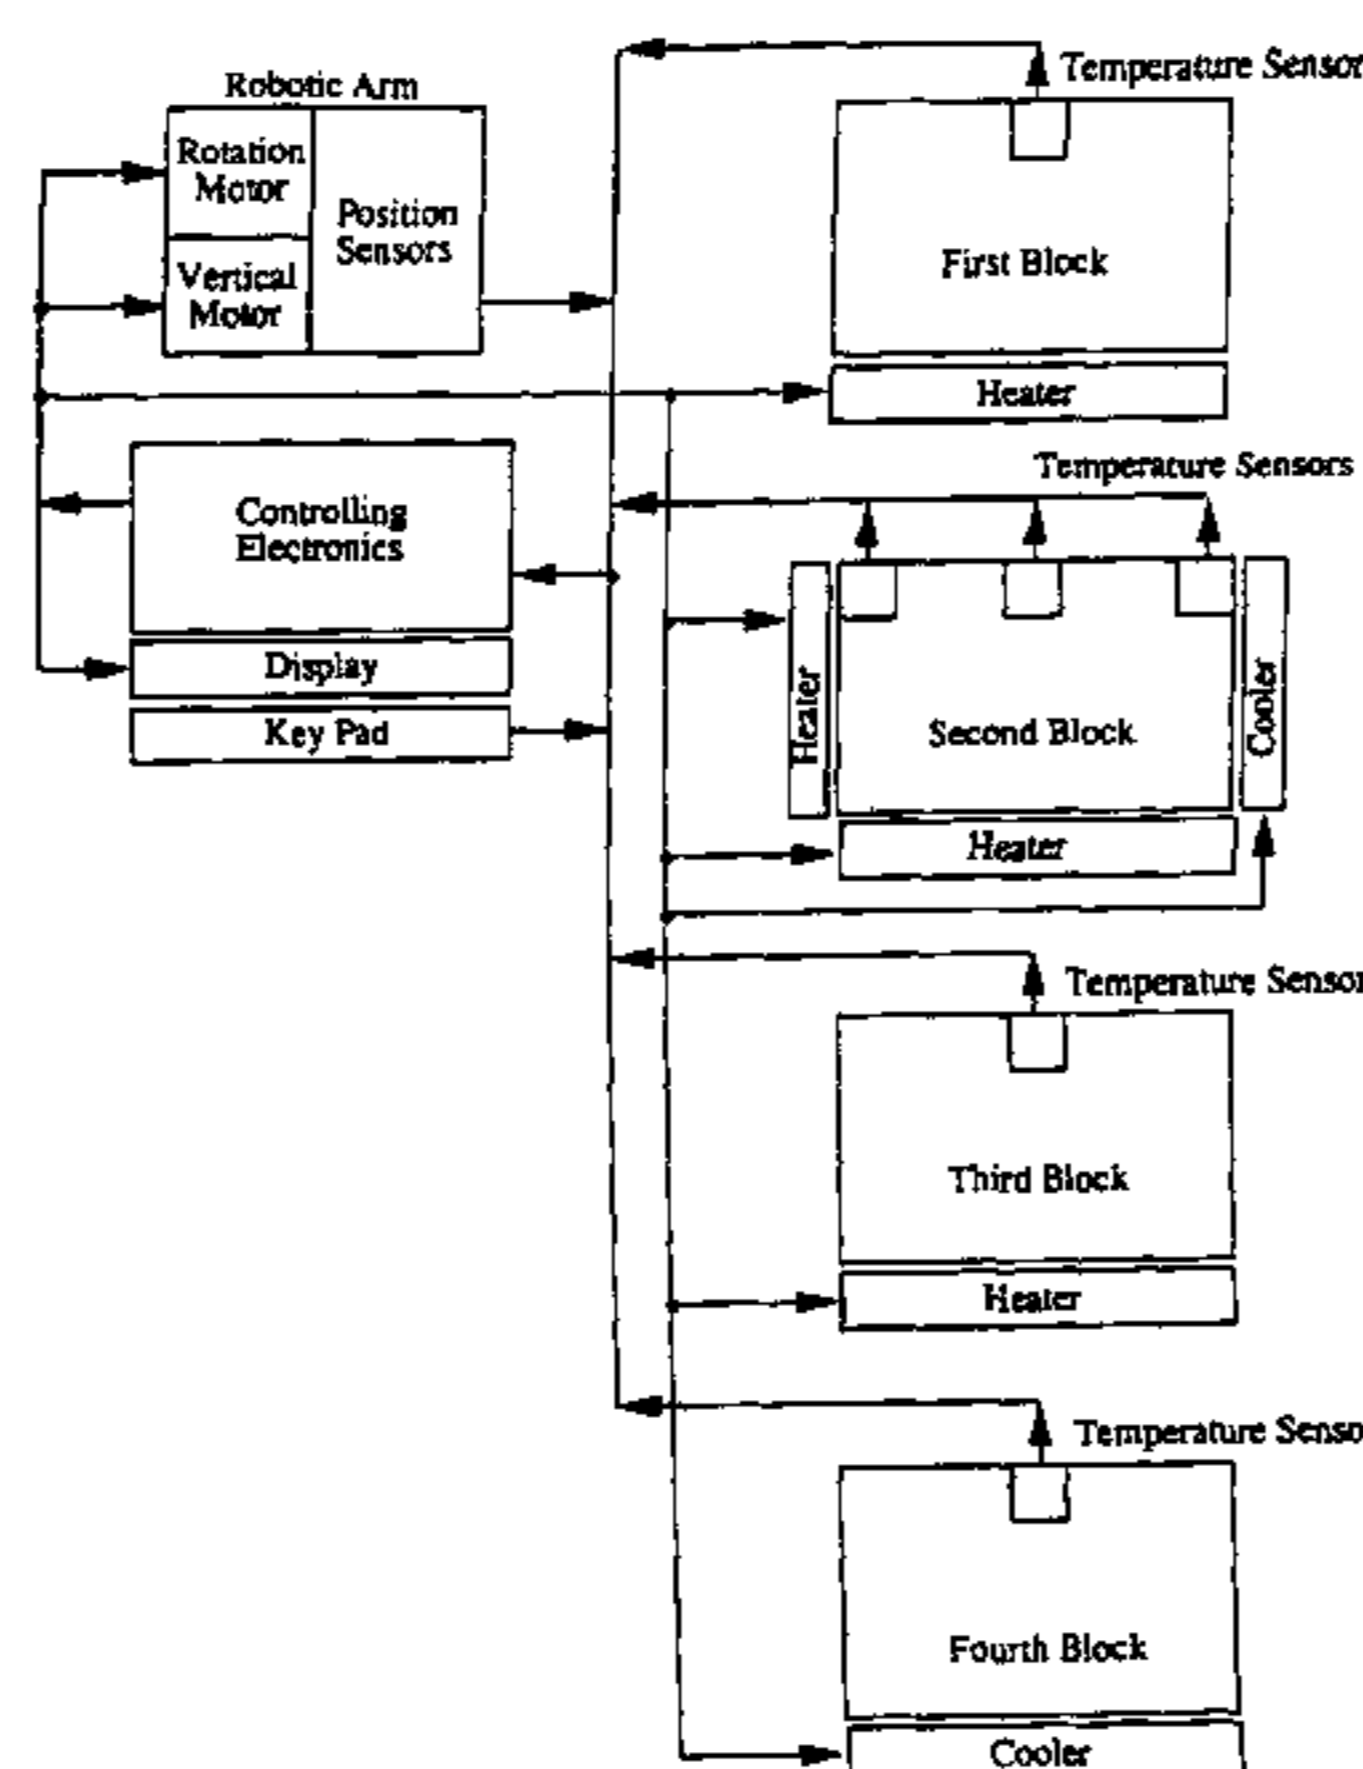 Robotic Arm
Rotation
Motor
Position
Sensors
Vertical
Motor
Temperature Sensor
First Block
Heater
Controlling
Electronics
Display
Key Pad
Temperature Sensors
Heater
Second Block
Cooler
Heater
Temperature Sensor
Third Block
Heater
Temperature Senso
Fourth Block
Cooler